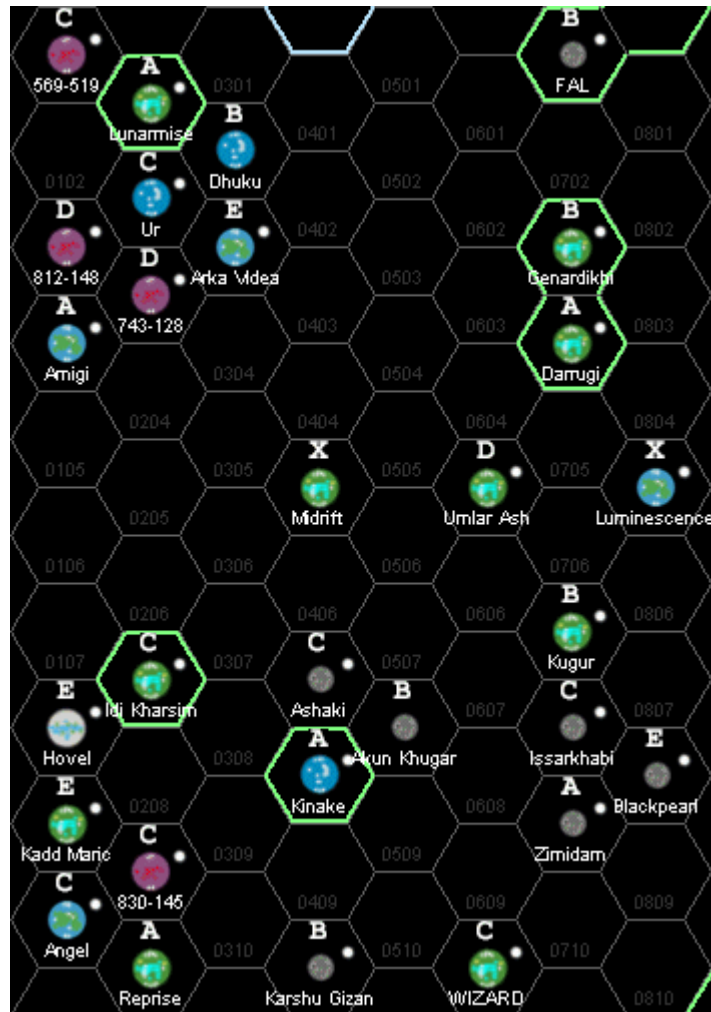 C
B
A
569-519
0301
0501
FAL
B
Lunarmise
0401
0601
0801
C
0102
Dhuku
0502
0702
D
E
B
Ur
0402
0602
0802
D
812-148
Arka Videa
0503
Genardikhi
A
A
743-128
0403
0603
0803
Amigi
0304
0504
Darrugi
0204
0404
0604
0804
X
D
X
0105
0305
0505
0705
0205
Midrift
Umlar Ash
Luminescence
0106
0306
0506
0706
B
0206
0406
0606
0806
C
C
0107
0307
0507
Kugur
E
B
C
Idi Kharsim
Ashaki
0607
0807
A
E
Hovel
0308
Akun Khugar
Issarkhabi
E
A
0208
Kinake
0608
Blackpearl
C
Kadd Maric
0309
0509
Zimidam
C
830-145
0409
0609
0809
A
B
C
Angel
0310
0510
0710
Reprise
Karshu Gizan
WIZARD
0810